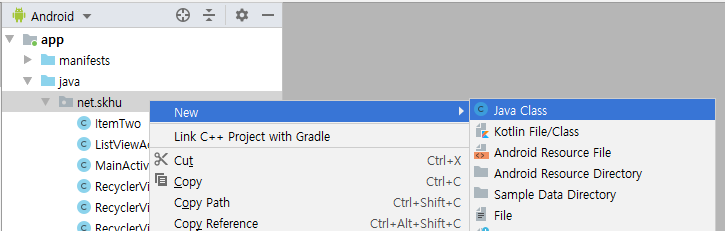 Android
app
manifests
java
net.skhu
ItemTwo
ListViewA
MainActiv
RecyclerVi
RecyclerVi
RecyclerVi
New
Link C++ Project with Gradle
Cut Ctrl+X
Copy Ctrl+C
Copy Path Ctrl+Shift+C
Copy Reference Ctrl+Alt+Shift+C
Java Class
Kotlin File/Class
Android Resource File
Android Resource Directory
Sample Data Directory
File